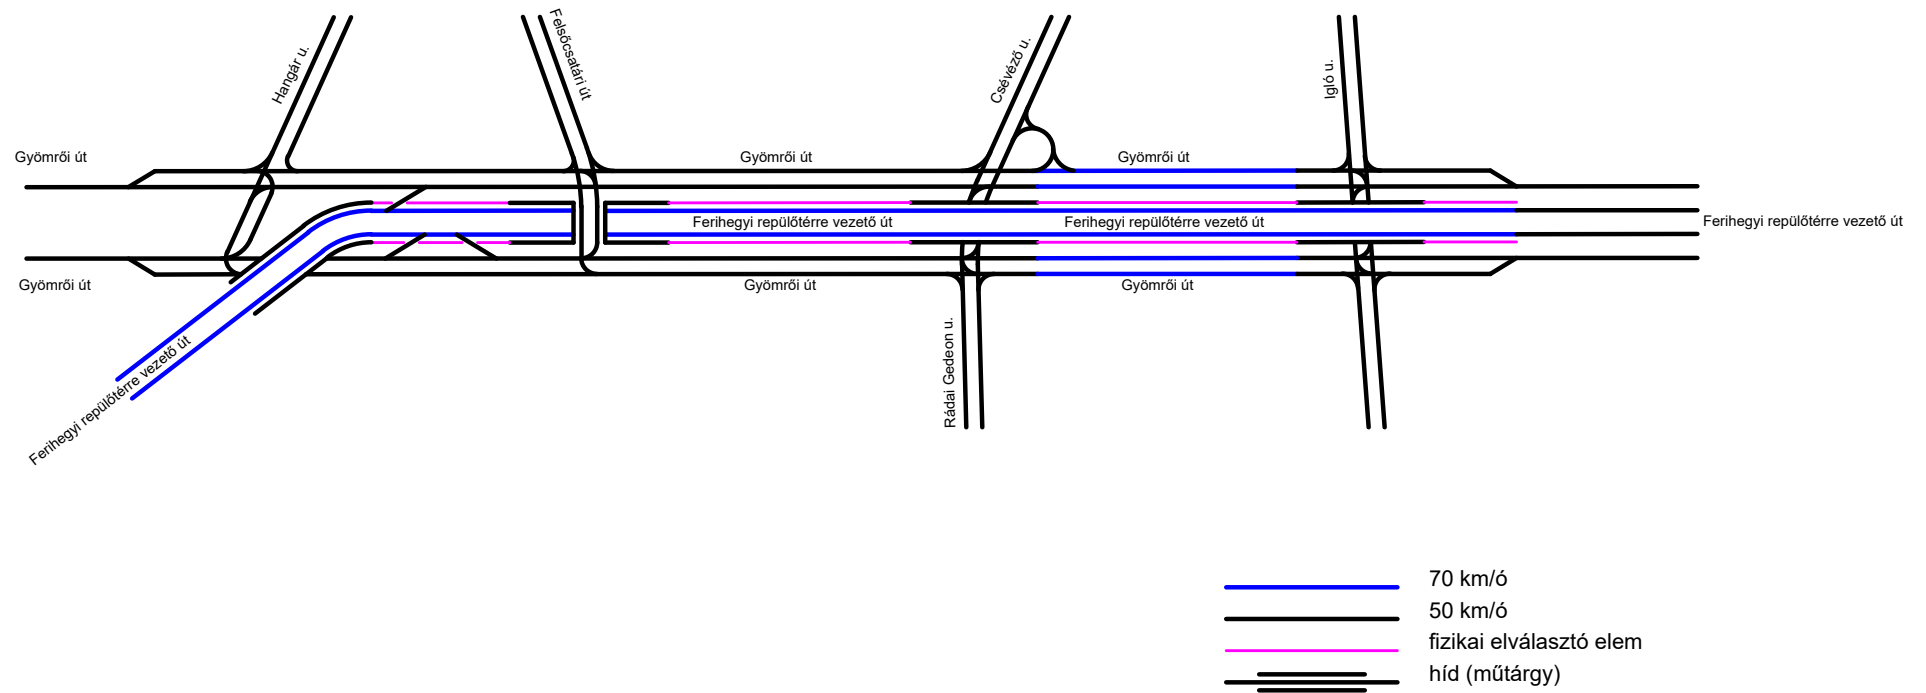 Hangár u.
Felsőcsatári út
Csévéző u.
Igló u.
Gyömrői út
Gyömrői út
Gyömrői út
Ferihegyi repülőtérre vezető út
Ferihegyi repülőtérre vezető út
Ferihegyi repülőtérre vezető út
Gyömrői út
Gyömrői út
Gyömrői út
Rádai Gedeon u.
Ferihegyi repülőtérre vezető út
70 km/ó
50 km/ó
fizikai elválasztó elem
híd (műtárgy)